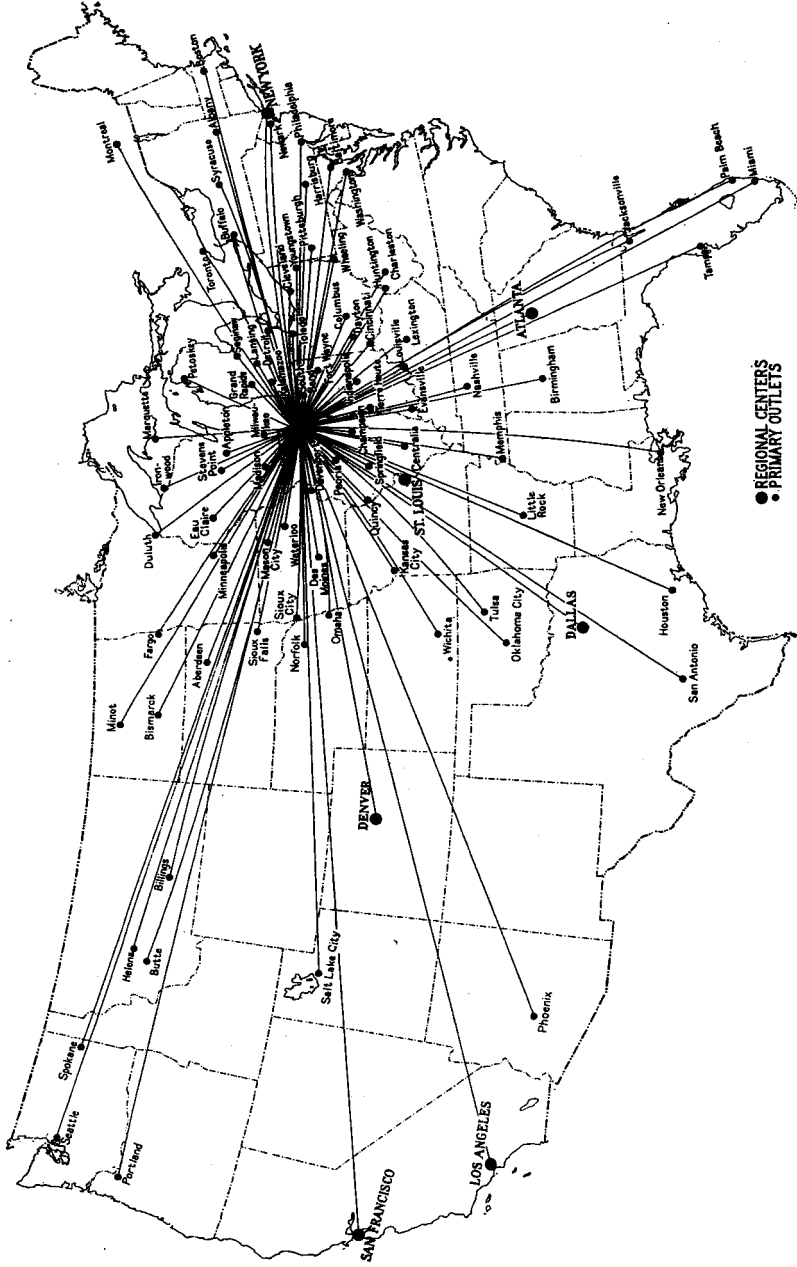 Seattle
Spokane
Portland
Helena
Butte
Billings
SAN FRANCISCO
LOS ANGELES
Salt Lake City
Phoenix
DENVER
Minot
Bismarck
Fargo
Aberdeen
Sioux
Falls
Sioux
City
Norfolk
Omaha
Wichita
Tulsa
Oklahoma City
DALLAS
San Antonio
Houston
Duluth
Minneapolis
Eau
Claire
Mason
City
Waterloo
Des
Moines
Kansas
City
Quincy
ST. LOUIS
Little
Rock
Iron-
wood
Marquette
Stevens
Point
Appleton
Madison
Peoria
Springfield
Centralia
Champaign
Memphis
New Orleans
Petoskey
Grand
Rapids
Lansing
Saginaw
Detroit
Kalamazoo
Toledo
Wayne
Evansville
Louisville
Lexington
Nashville
Birmingham
ATLANTA
Cincinnati
Dayton
Columbus
Cleveland
Youngstown
Pittsburgh
Wheeling
Huntington
Charleston
Toronto
Buffalo
Syracuse
Albany
Montreal
Boston
NEW YORK
Newark
Philadelphia
Harrisburg
Baltimore
Washington
Jacksonville
Tampa
Palm Beach
Miami
REGIONAL CENTERS
PRIMARY OUTLETS